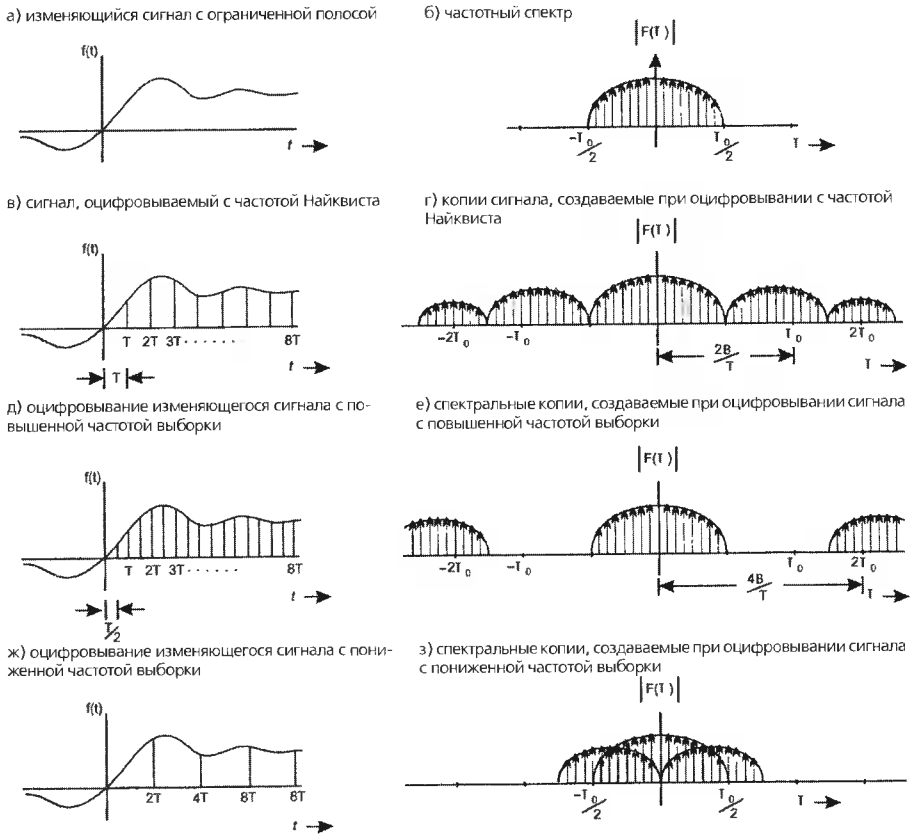 а) изменяющийся сигнал с ограниченной полосой
f(t)
t
б) частотный спектр
|F(T )|
–T₀/2
T₀/2
T
в) сигнал, оцифровываемый с частотой Найквиста
f(t)
T 2T 3T · · · · · · 8T
t
T
г) копии сигнала, создаваемые при оцифровывании с частотой
Найквиста
|F(T )|
–2T₀ –T₀ T₀ 2T₀
2B/T
T
д) оцифровывание изменяющегося сигнала с по-
вышенной частотой выборки
f(t)
T 2T 3T · · · · · · 8T
t
T/2
е) спектральные копии, создаваемые при оцифровывании сигнала
с повышенной частотой выборки
|F(T )|
–2T₀ –T₀ T₀ 2T₀
4B/T
T
ж) оцифровывание изменяющегося сигнала с пони-
женной частотой выборки
f(t)
2T 4T 8T 8T
t
з) спектральные копии, создаваемые при оцифровывании сигнала
с пониженной частотой выборки
|F(T )|
–T₀/2
T₀/2
T